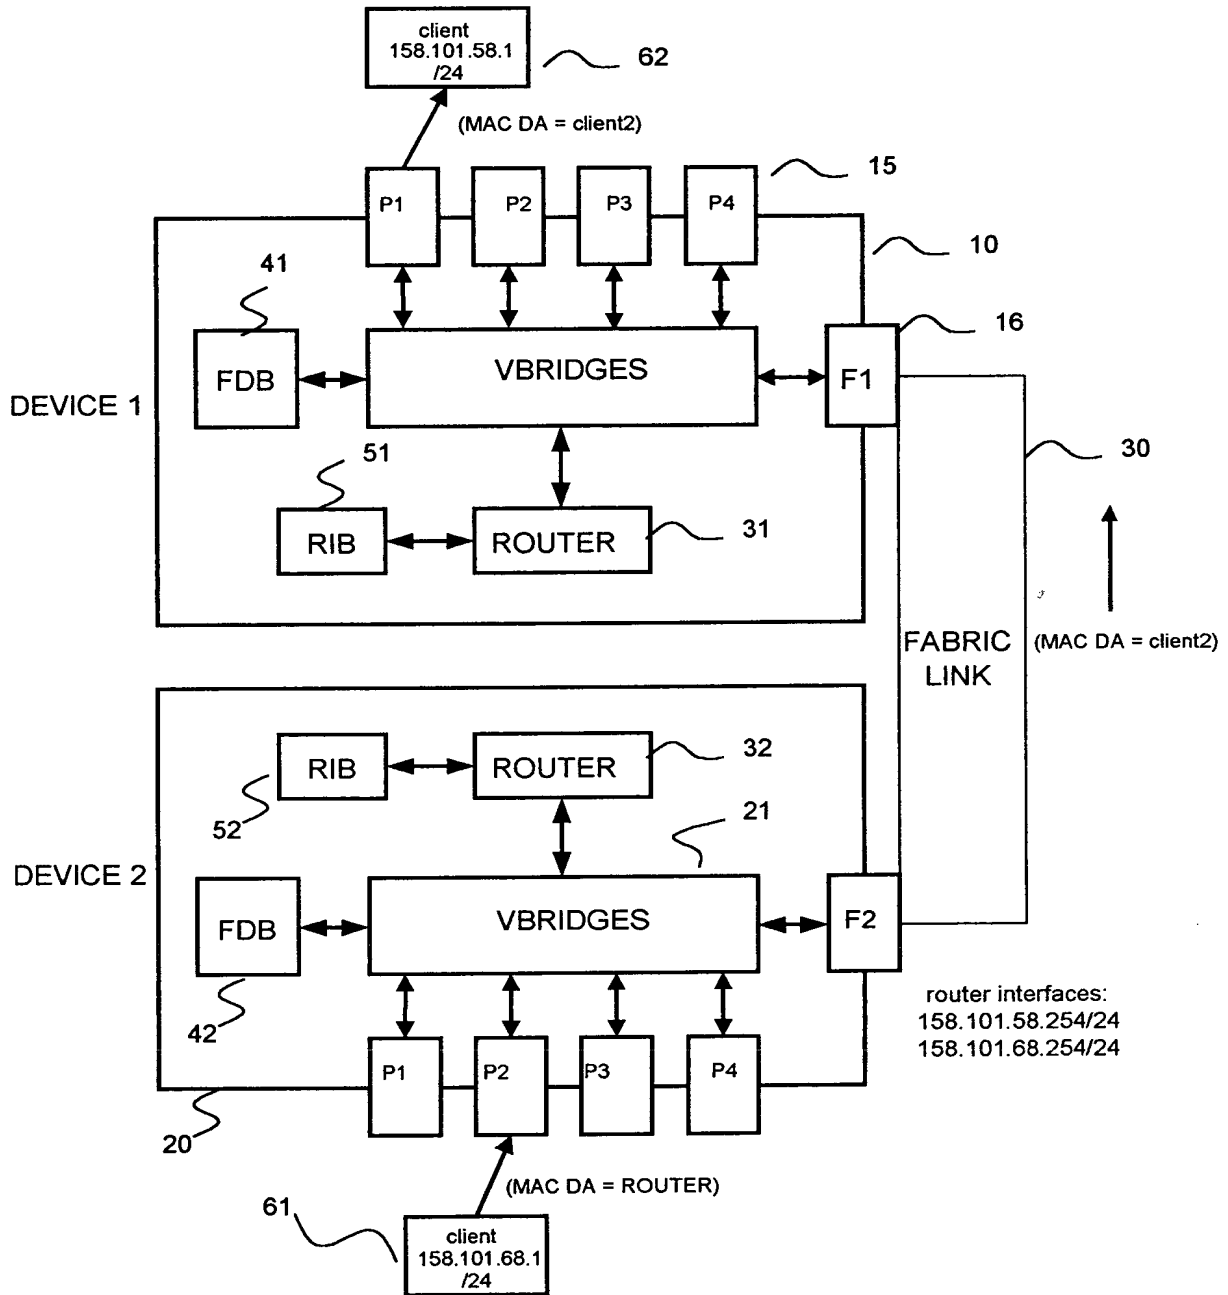 client
158.101.58.1
/24
62
(MAC DA = client2)
15
P1
P2
P3
P4
10
41
16
FDB
VBRIDGES
F1
DEVICE 1
51
30
RIB
ROUTER
31
FABRIC
LINK
(MAC DA = client2)
RIB
ROUTER
32
52
21
DEVICE 2
FDB
VBRIDGES
F2
42
router interfaces:
158.101.58.254/24
158.101.68.254/24
P1
P2
P3
P4
20
(MAC DA = ROUTER)
61
client
158.101.68.1
/24